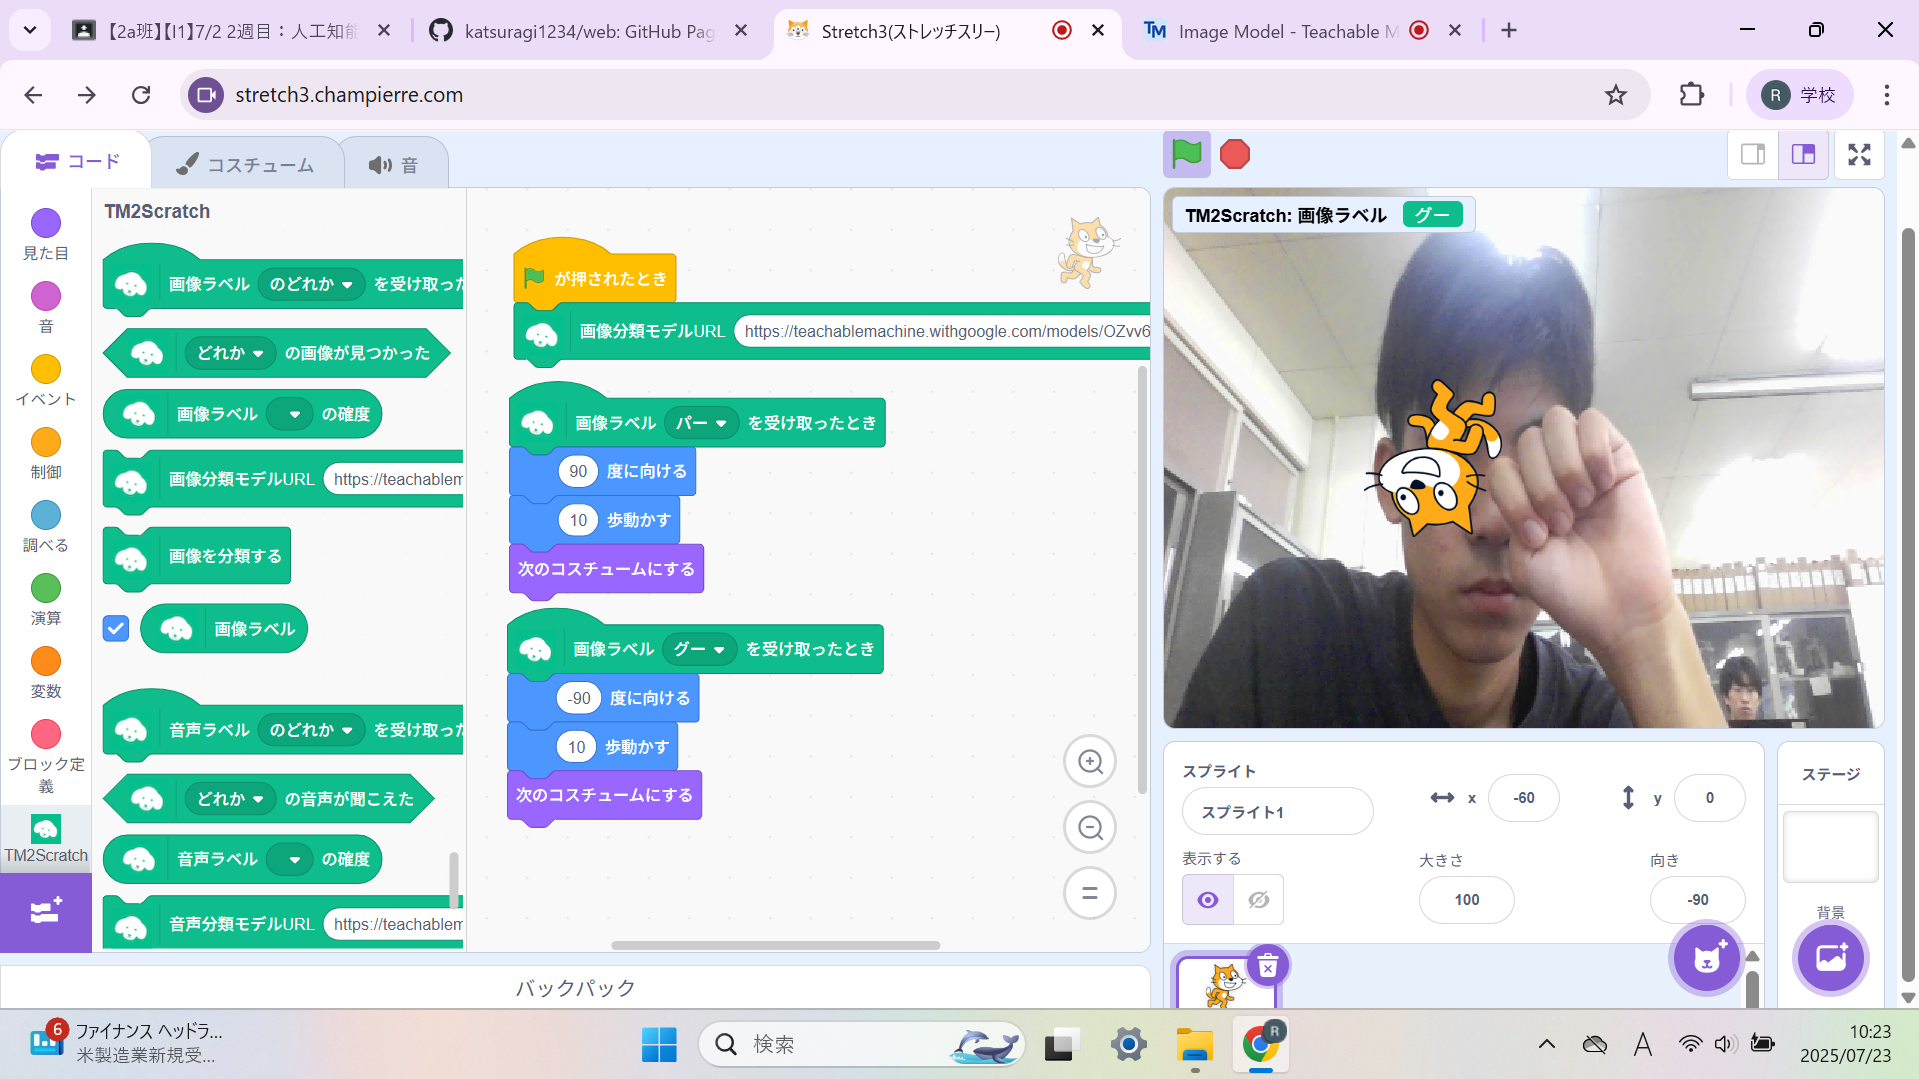 【2a班】【I1】7/2 2週目：人工知能
katsuragi1234/web: GitHub Pag
Stretch3(ストレッチスリー)
Image Model - Teachable M
stretch3.champierre.com
R
学校
コード
コスチューム
音
見た目
音
イベント
制御
調べる
演算
変数
ブロック定
義
TM2Scratch
TM2Scratch
画像ラベル のどれか を受け取った
どれか の画像が見つかった
画像ラベル の確度
画像分類モデルURL https://teachablem
画像を分類する
画像ラベル
音声ラベル のどれか を受け取った
どれか の音声が聞こえた
音声ラベル の確度
音声分類モデルURL https://teachablem
が押されたとき
画像分類モデルURL https://teachablemachine.withgoogle.com/models/OZvv6
画像ラベル パー を受け取ったとき
90 度に向ける
10 歩動かす
次のコスチュームにする
画像ラベル グー を受け取ったとき
-90 度に向ける
10 歩動かす
次のコスチュームにする
バックパック
TM2Scratch: 画像ラベル グー
スプライト
スプライト1
x -60
y 0
表示する
大きさ
100
向き
-90
ステージ
背景
6
ファイナンス ヘッドラ...
米製造業新規受...
検索
R
A
10:23
2025/07/23